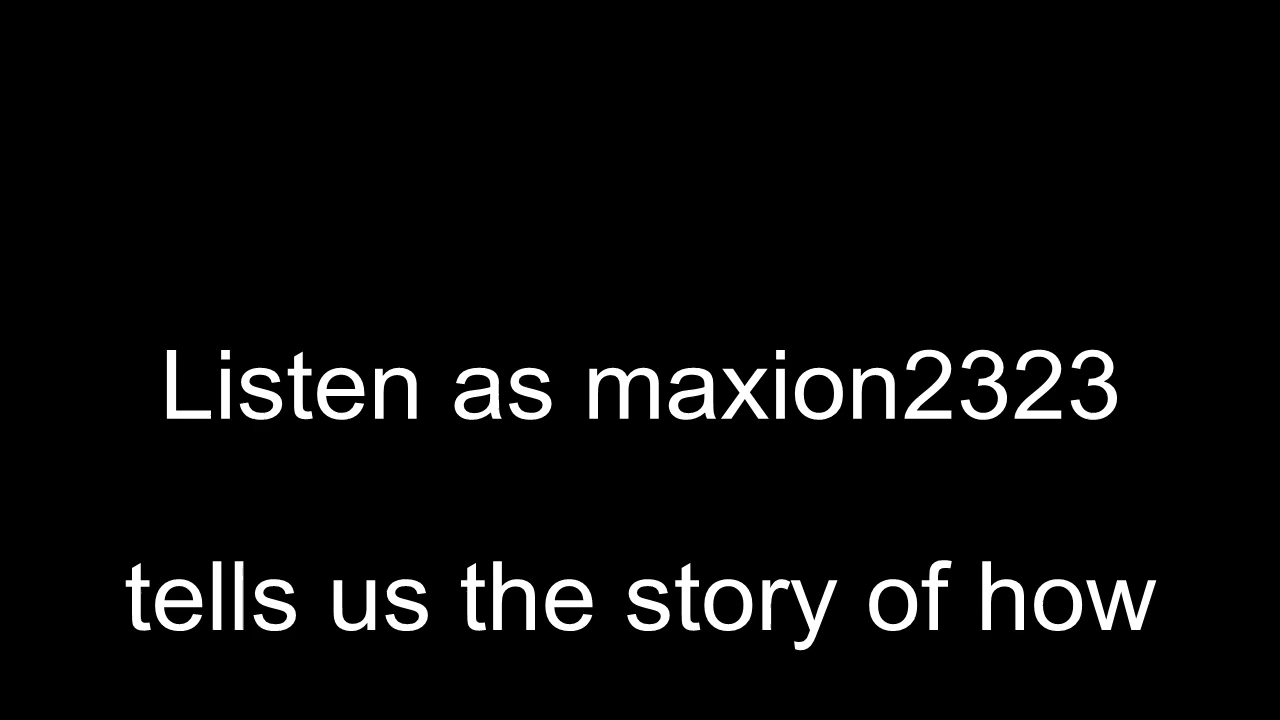 Listen as maxion2323
tells us the story of how